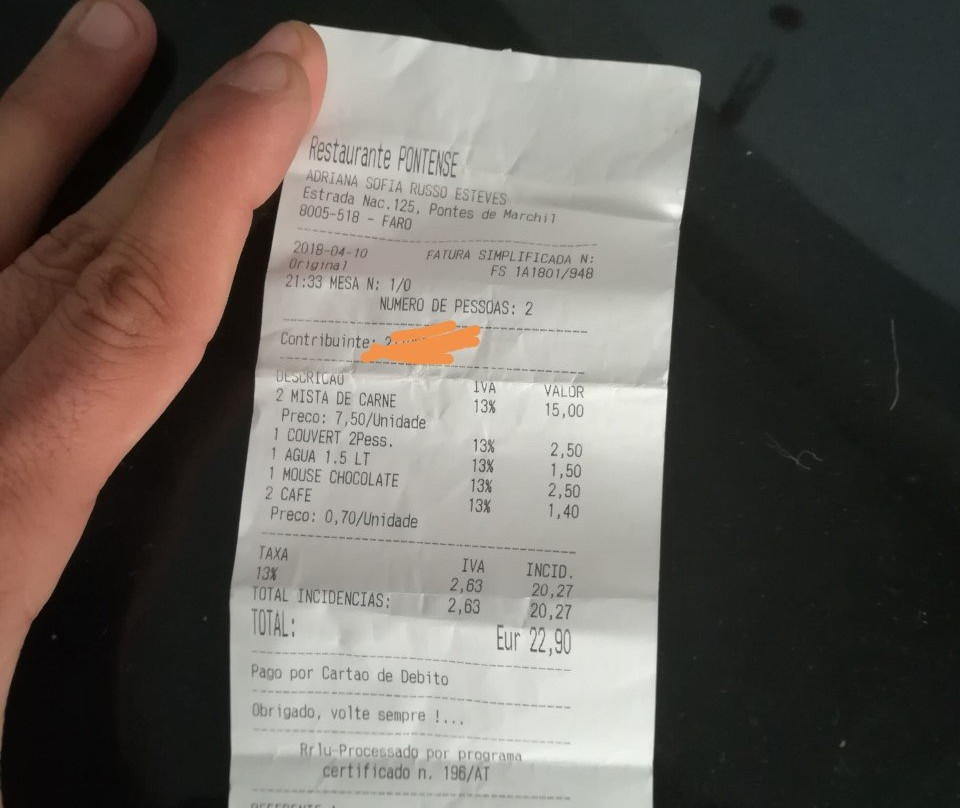 Restaurante PONTENSE
ADRIANA SOFIA RUSSO ESTEVES
Estrada Nac.125, Pontes de Marchil
8005-518 - FARO
2018-04-10 FATURA SIMPLIFICADA N:
Original FS 1A1801/948
21:33 MESA N: 1/0
NUMERO DE PESSOAS: 2
Contribuinte: 2
DESCRICAO IVA VALOR
2 MISTA DE CARNE 13% 15,00
Preco: 7,50/Unidade
1 COUVERT 2Pess. 13% 2,50
1 AGUA 1.5 LT 13% 1,50
1 MOUSE CHOCOLATE 13% 2,50
2 CAFE 13% 1,40
Preco: 0,70/Unidade
TAXA IVA INCID.
13% 2,63 20,27
TOTAL INCIDENCIAS: 2,63 20,27
TOTAL: Eur 22,90
Pago por Cartao de Debito
Obrigado, volte sempre !...
Rrlu-Processado por programa
certificado n. 196/AT